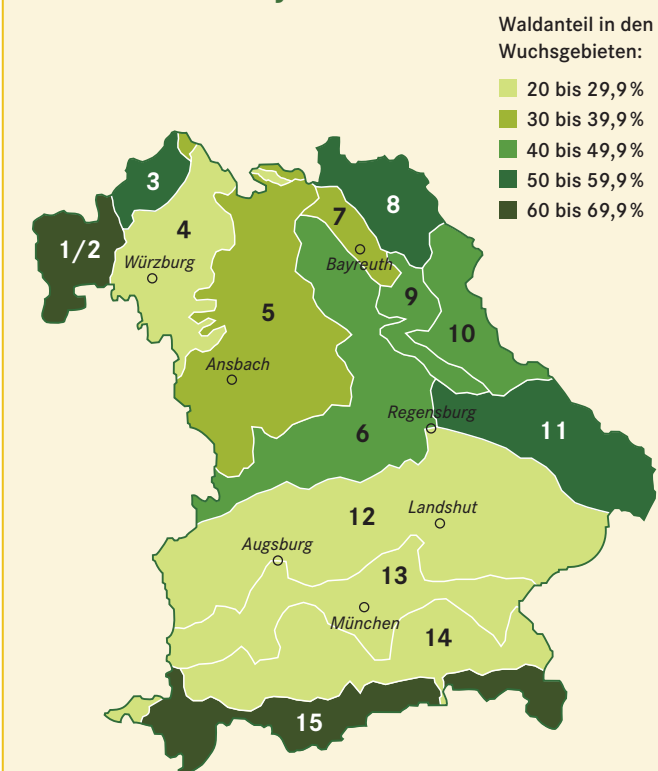 Waldanteil in den
Wuchsgebieten:
20 bis 29,9 %
30 bis 39,9 %
40 bis 49,9 %
50 bis 59,9 %
60 bis 69,9 %
3
8
7
4
1/2
Würzburg
Bayreuth
9
5
10
Ansbach
Regensburg
6
11
12
Landshut
Augsburg
13
München
14
15